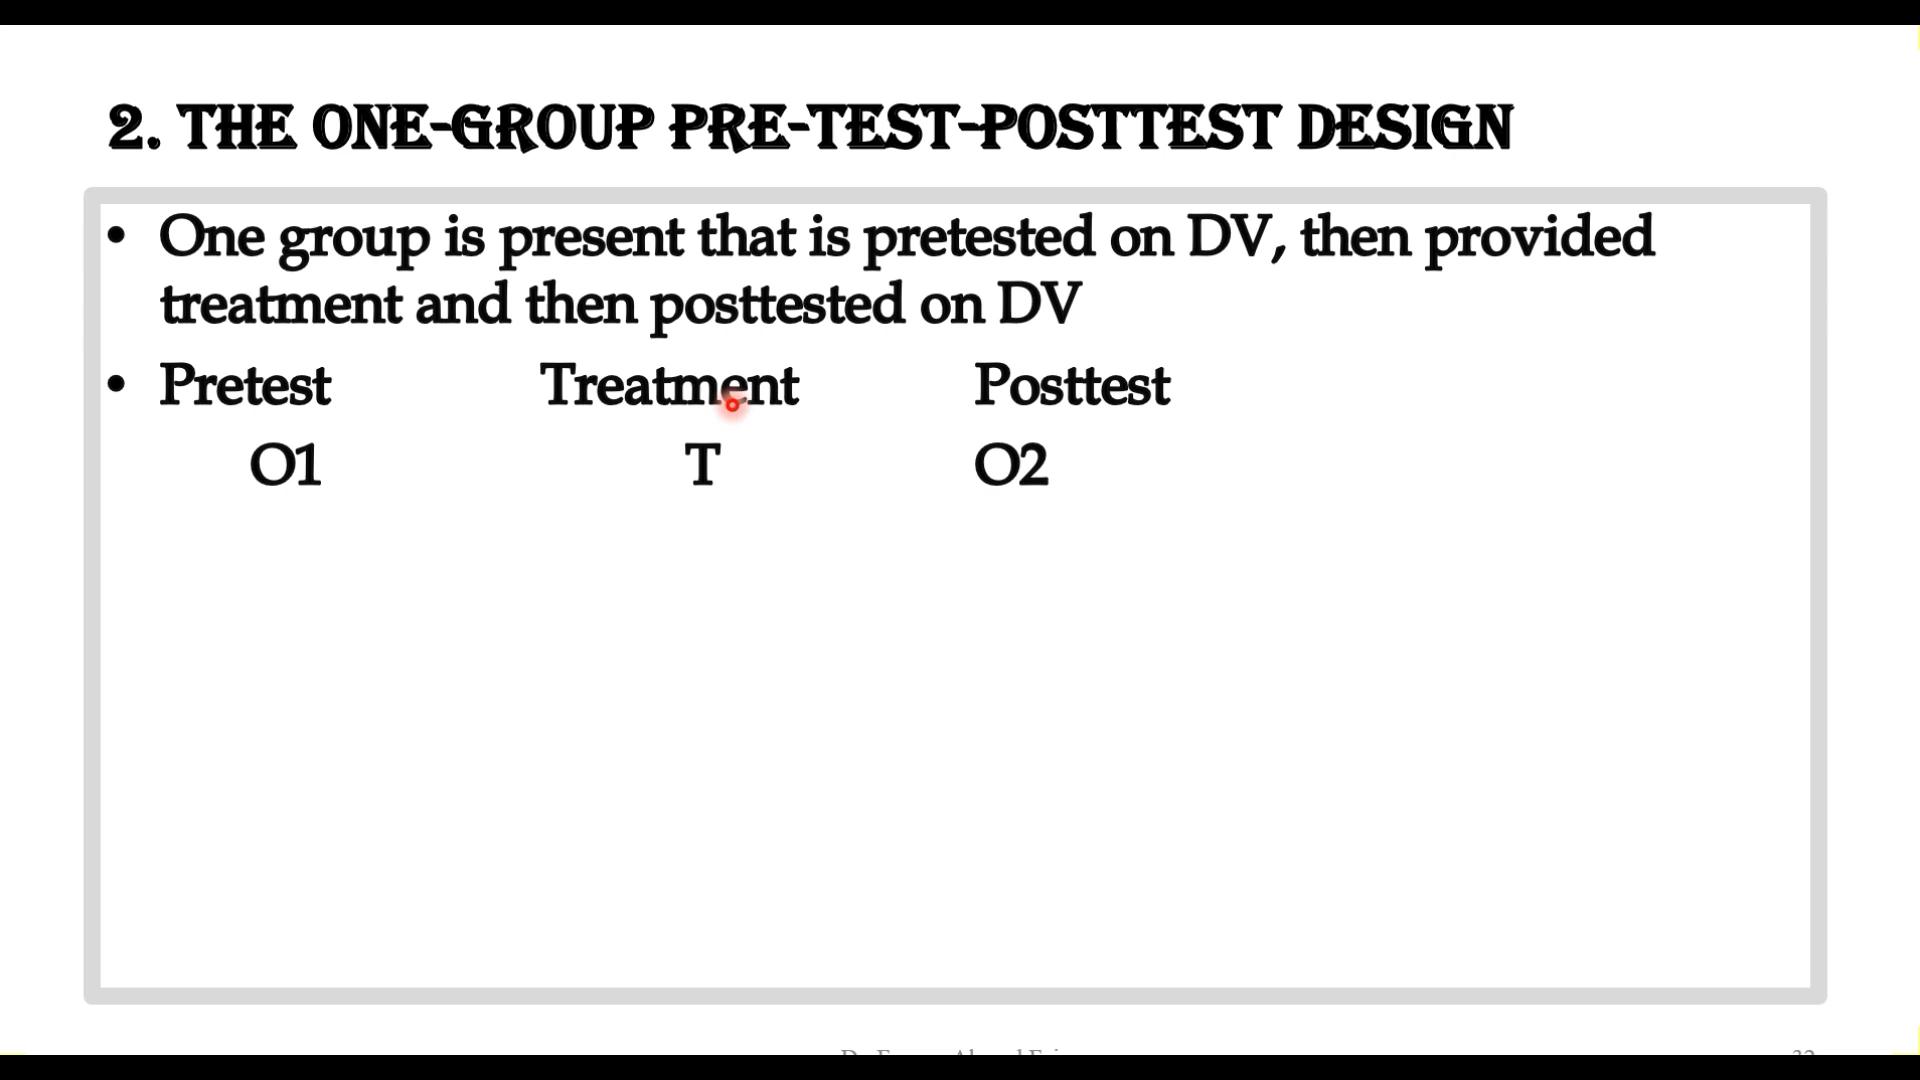 2. THE ONE-GROUP PRE-TEST-POSTTEST DESIGN
• One group is present that is pretested on DV, then provided
treatment and then posttested on DV
• Pretest Treatment Posttest
O1 T O2